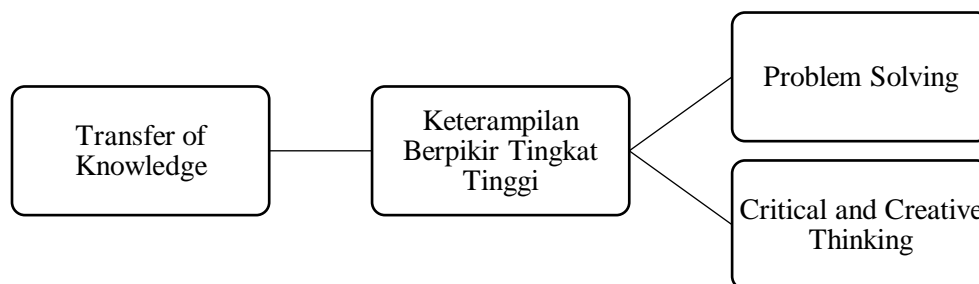 Transfer of
Knowledge
Keterampilan
Berpikir Tingkat
Tinggi
Problem Solving
Critical and Creative
Thinking